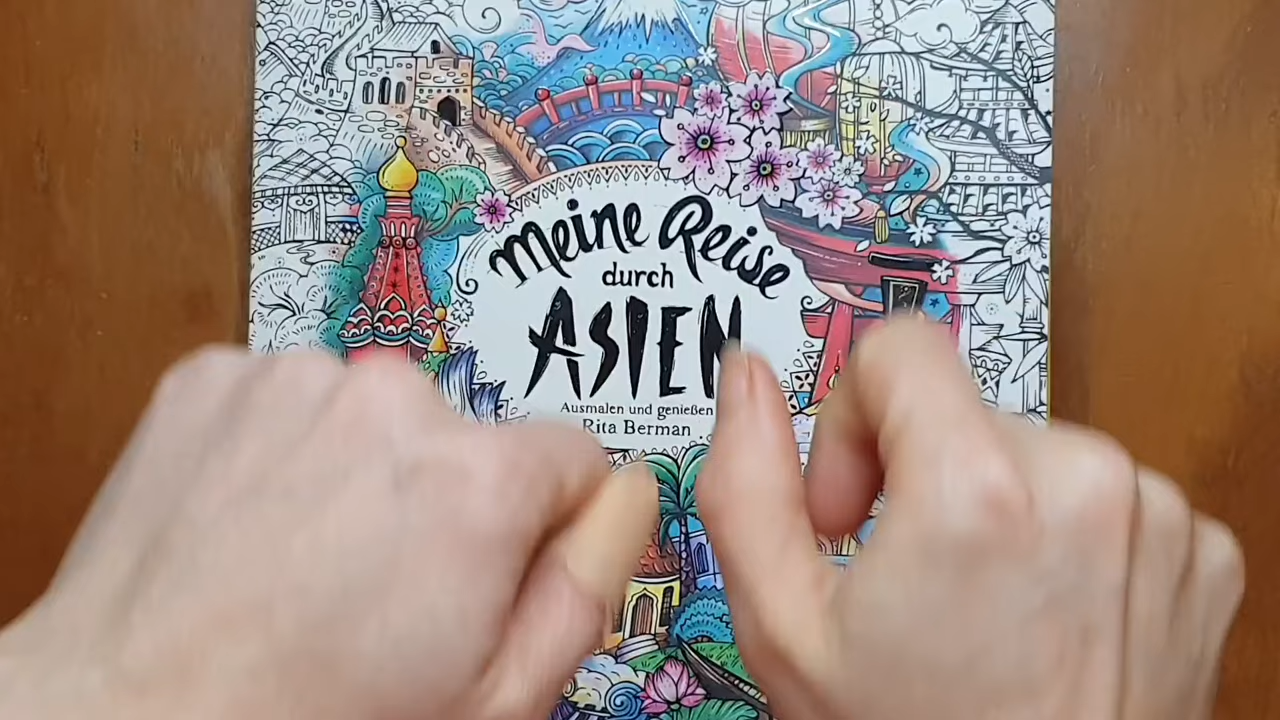 Meine Reise
durch
ASIEN
Ausmalen und genießen
Rita Berman